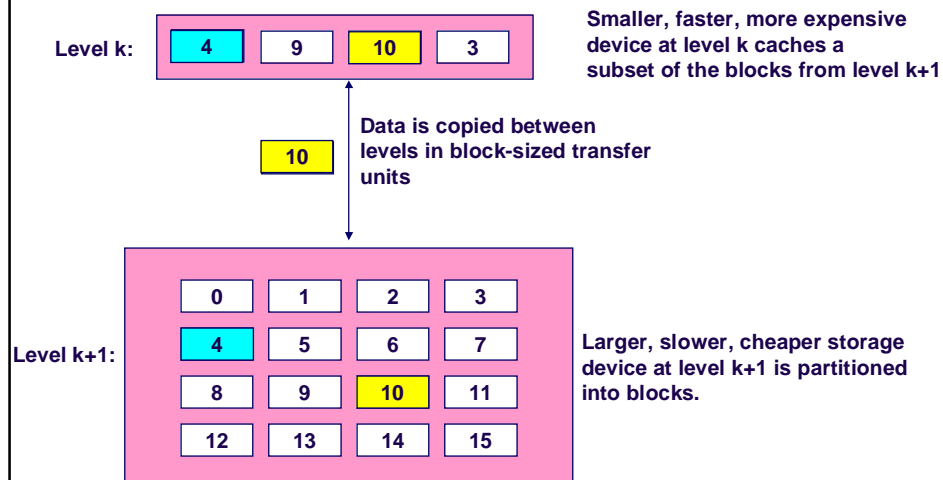 Level k:
4 9 10 3
Smaller, faster, more expensive
device at level k caches a
subset of the blocks from level k+1
10
Data is copied between
levels in block-sized transfer
units
Level k+1:
0 1 2 3
4 5 6 7
8 9 10 11
12 13 14 15
Larger, slower, cheaper storage
device at level k+1 is partitioned
into blocks.